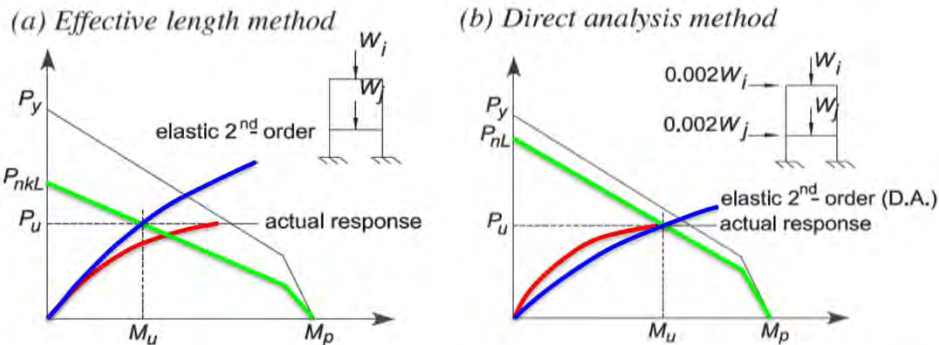 (a) Effective length method
W_i
W_j
P_y
elastic 2nd- order
P_nkL
P_u
actual response
M_u
M_p
(b) Direct analysis method
W_i
0.002W_i
W_j
0.002W_j
P_y
P_nL
elastic 2nd- order (D.A.)
P_u
actual response
M_u
M_p